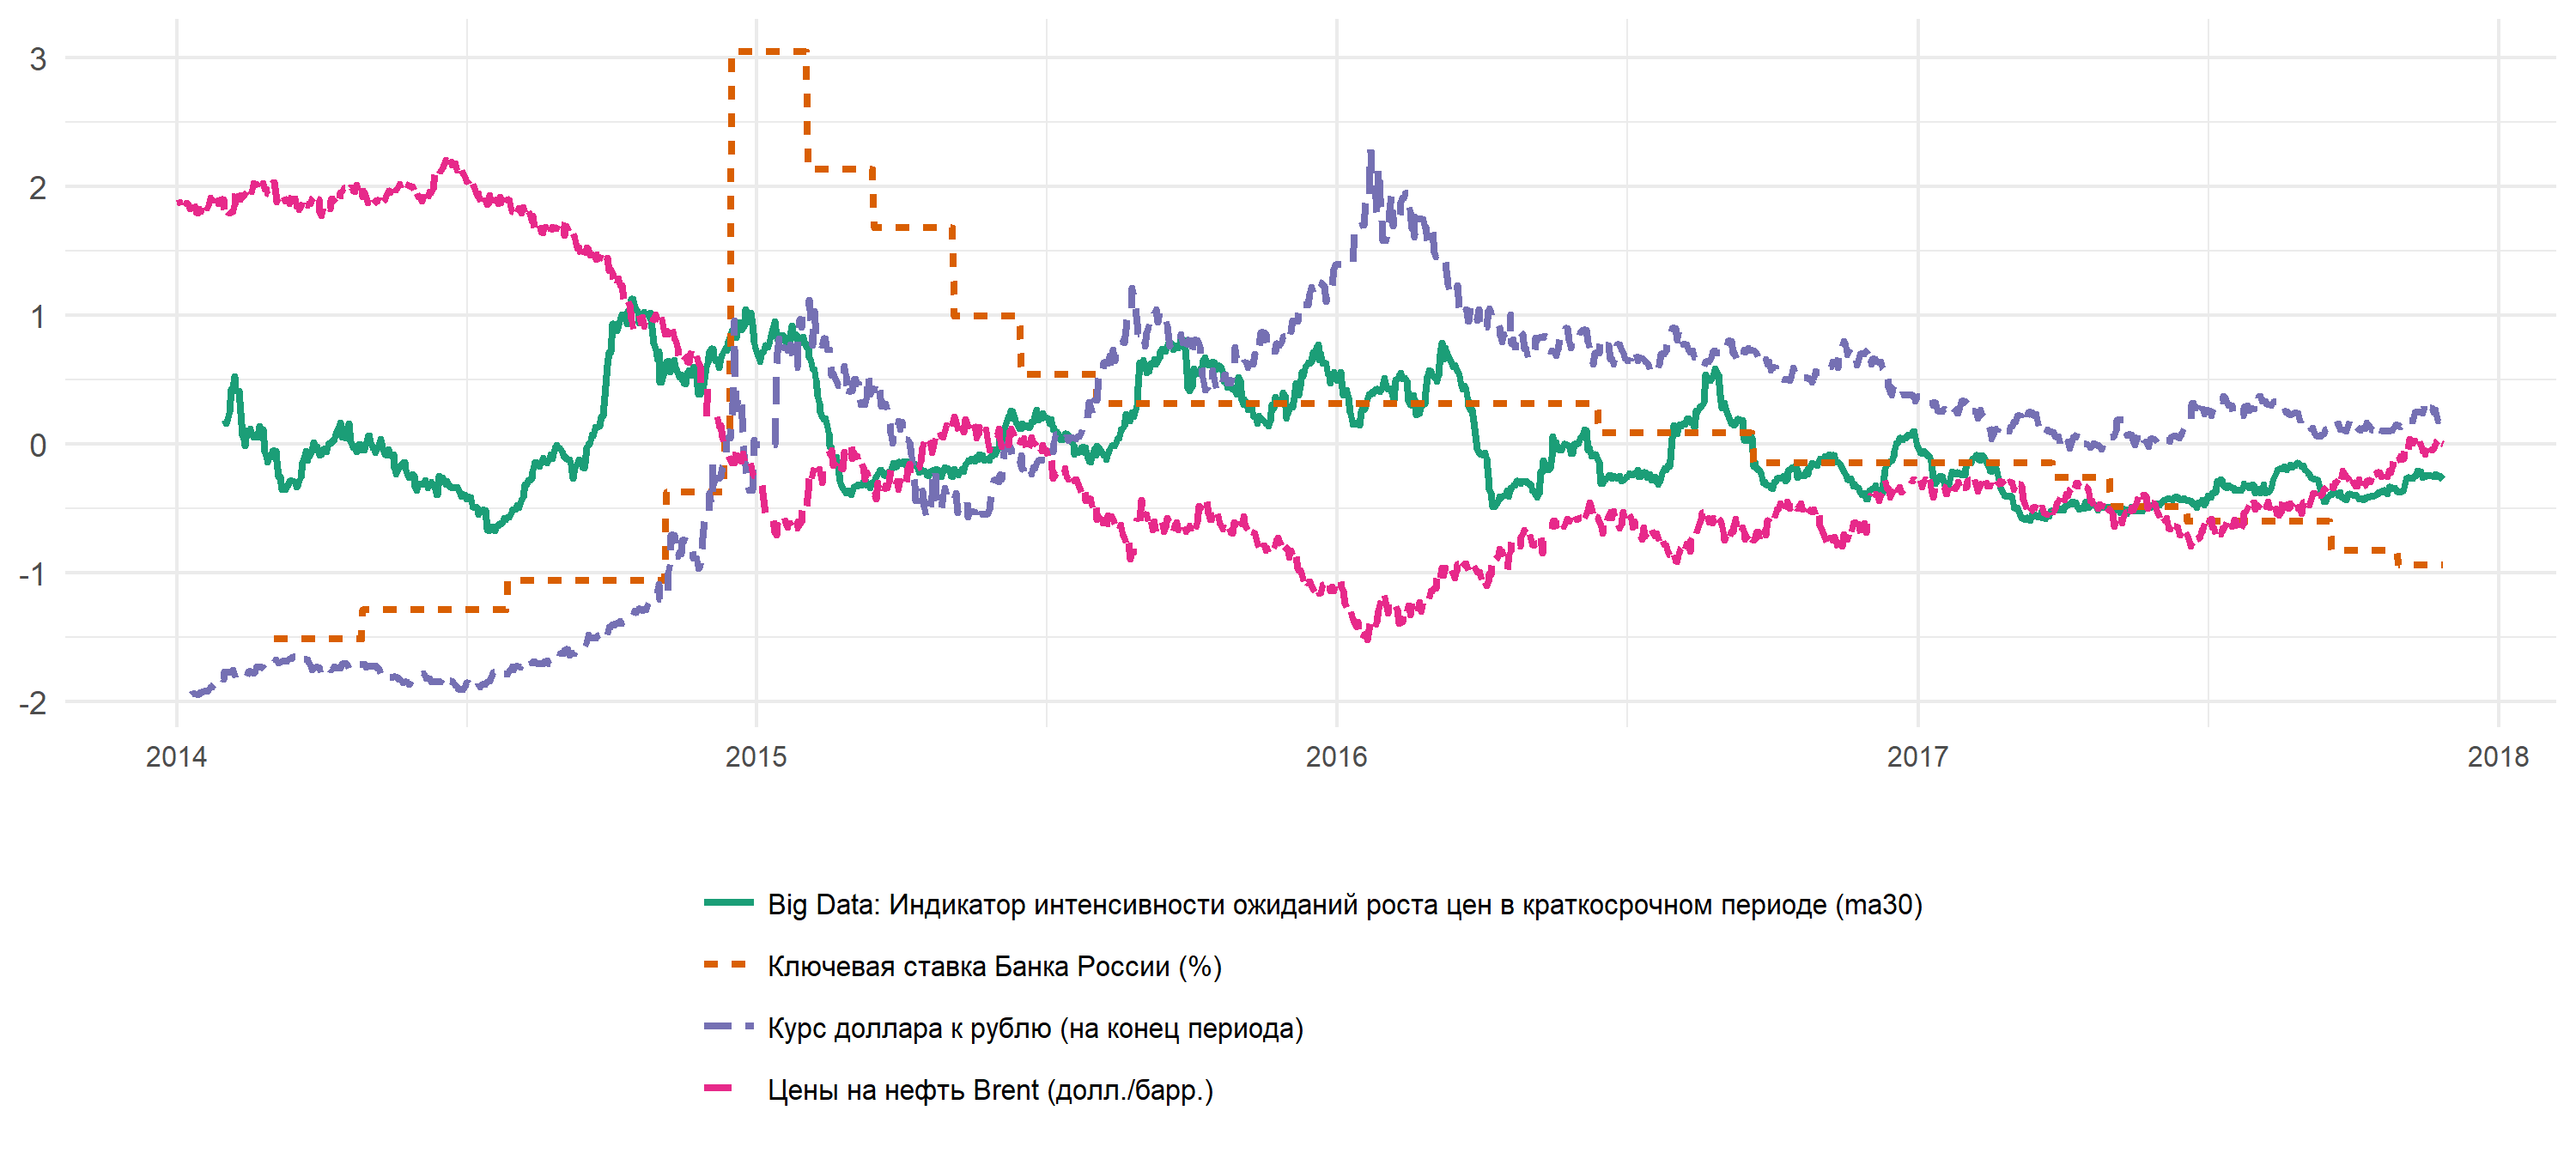 3
2
1
0
-1
-2
2014 2015 2016 2017 2018
Big Data: Индикатор интенсивности ожиданий роста цен в краткосрочном периоде (ma30)
Ключевая ставка Банка России (%)
Курс доллара к рублю (на конец периода)
Цены на нефть Brent (долл./барр.)